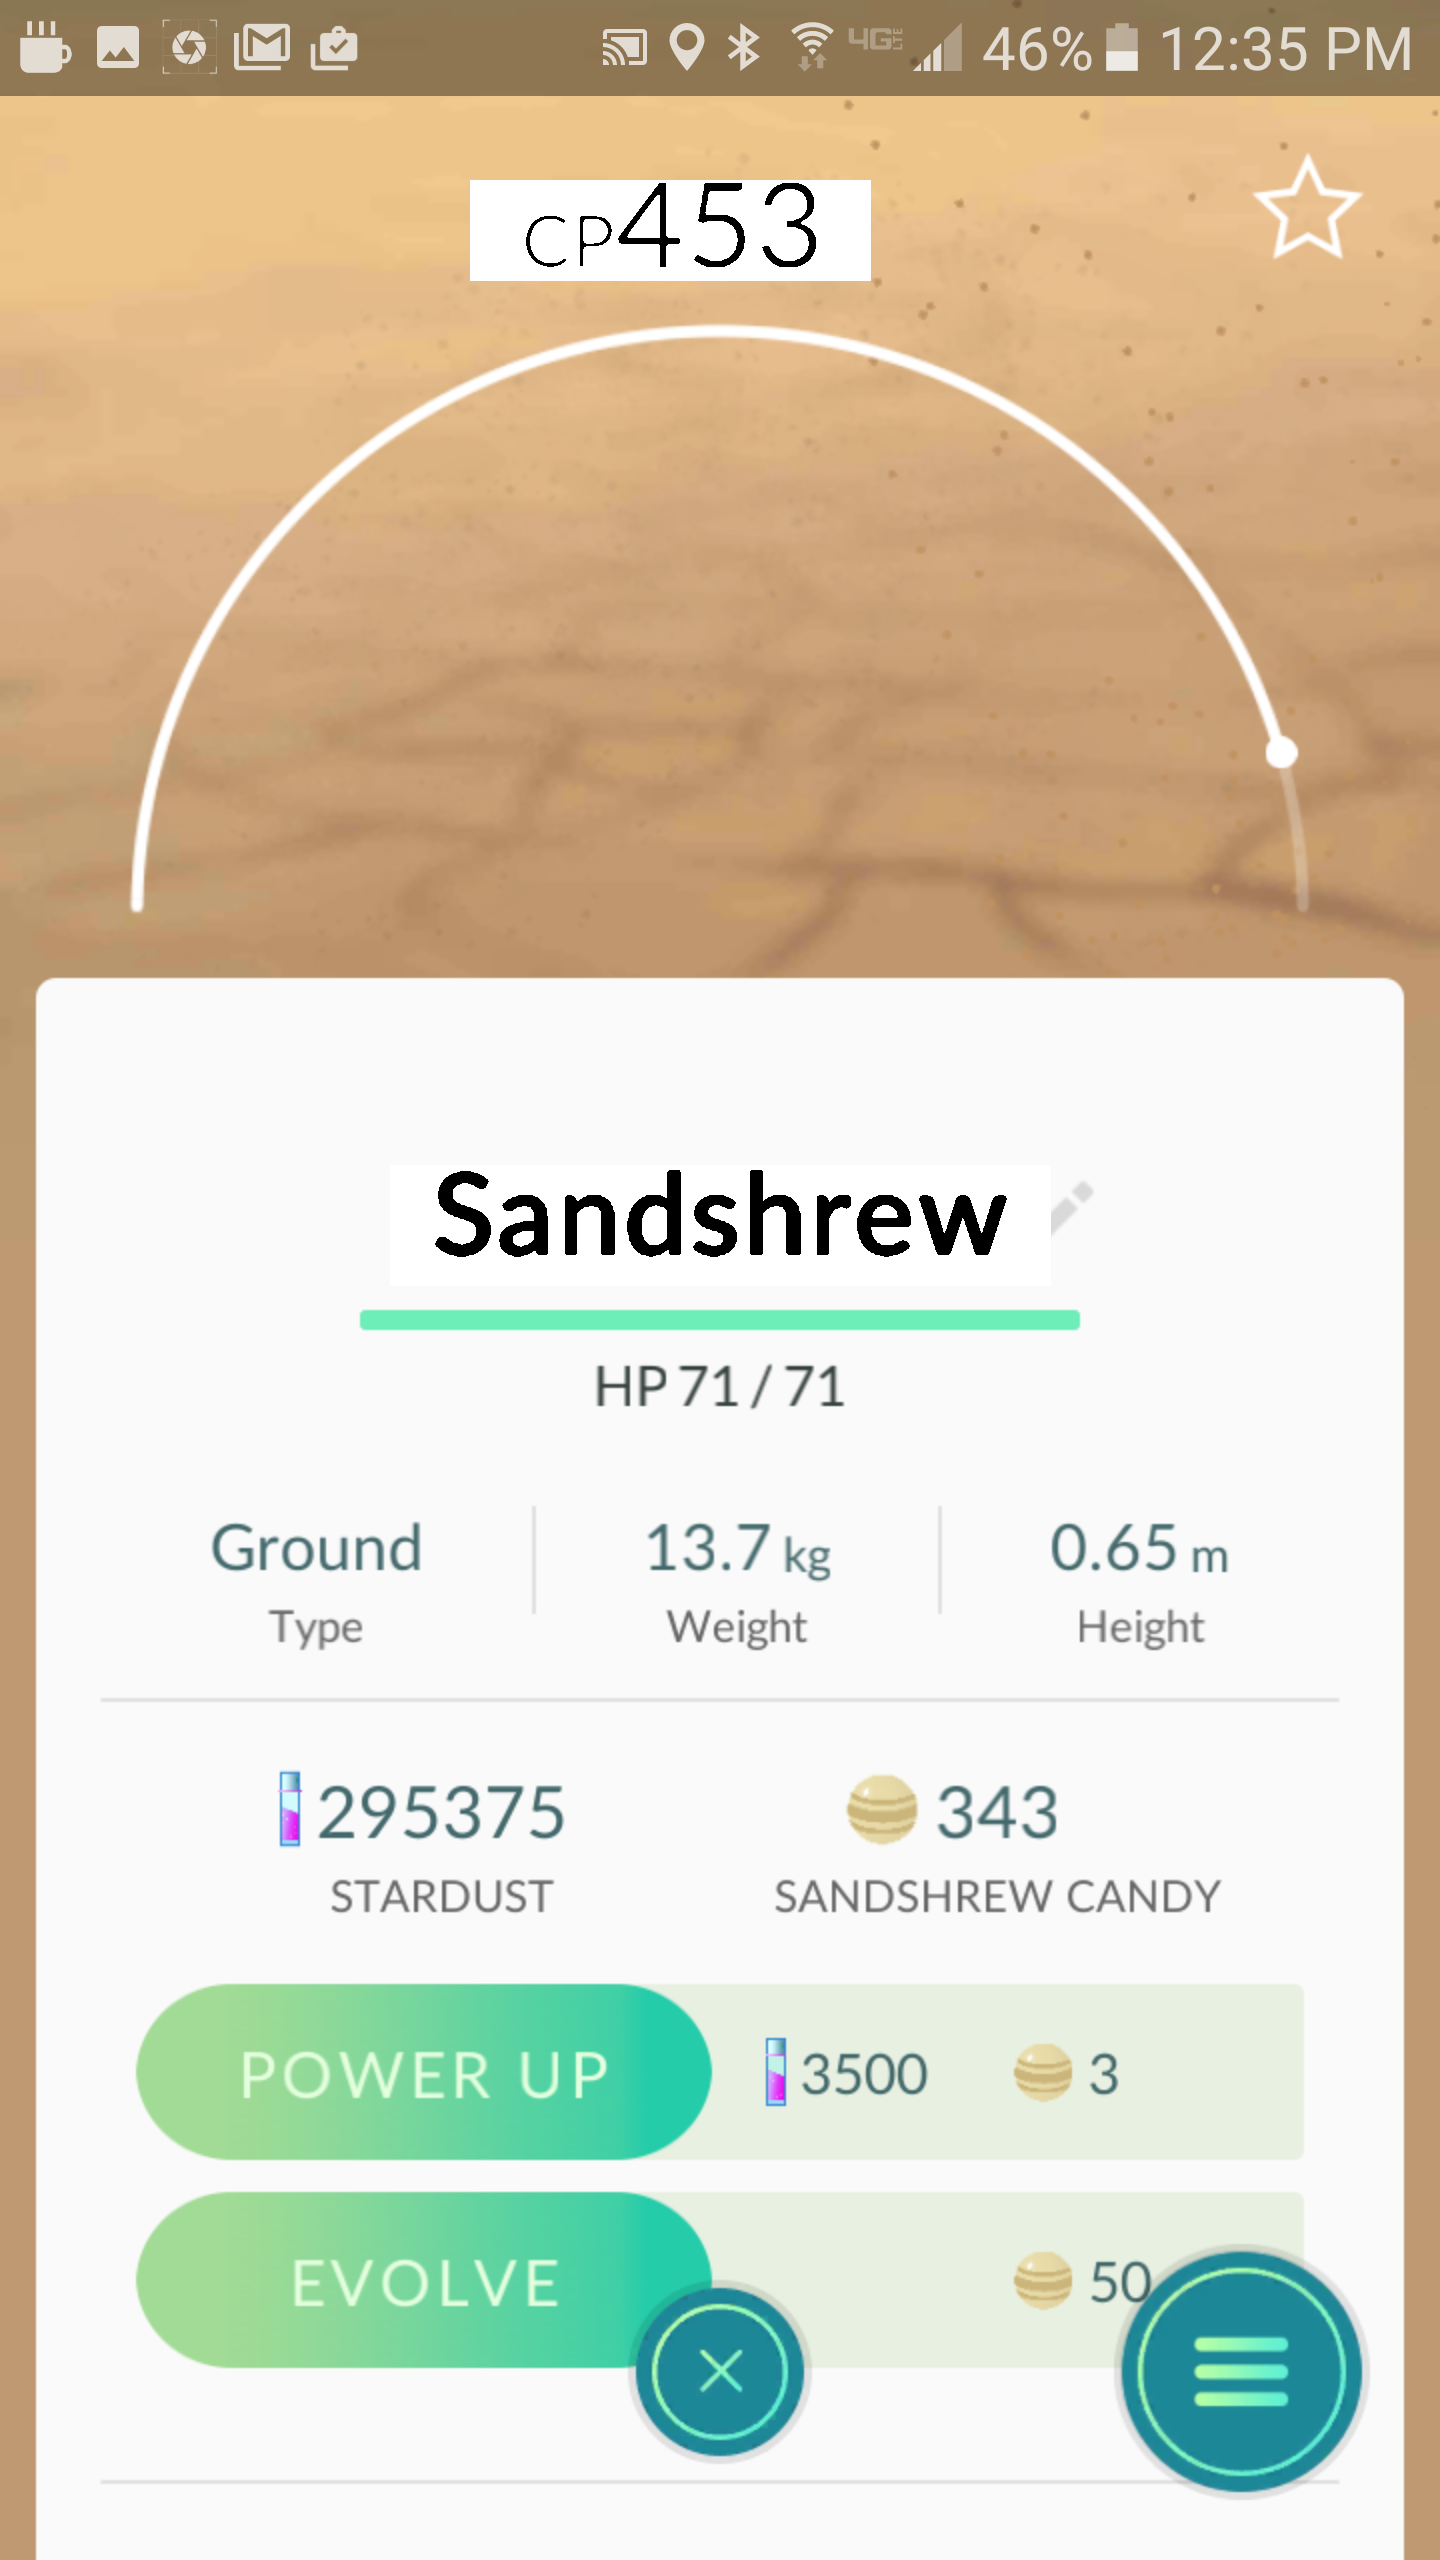 4G LTE 46% 12:35 PM
CP453
Sandshrew
HP 71 / 71
Ground 13.7 kg 0.65 m
Type Weight Height
295375 343
STARDUST SANDSHREW CANDY
POWER UP 3500 3
EVOLVE 50